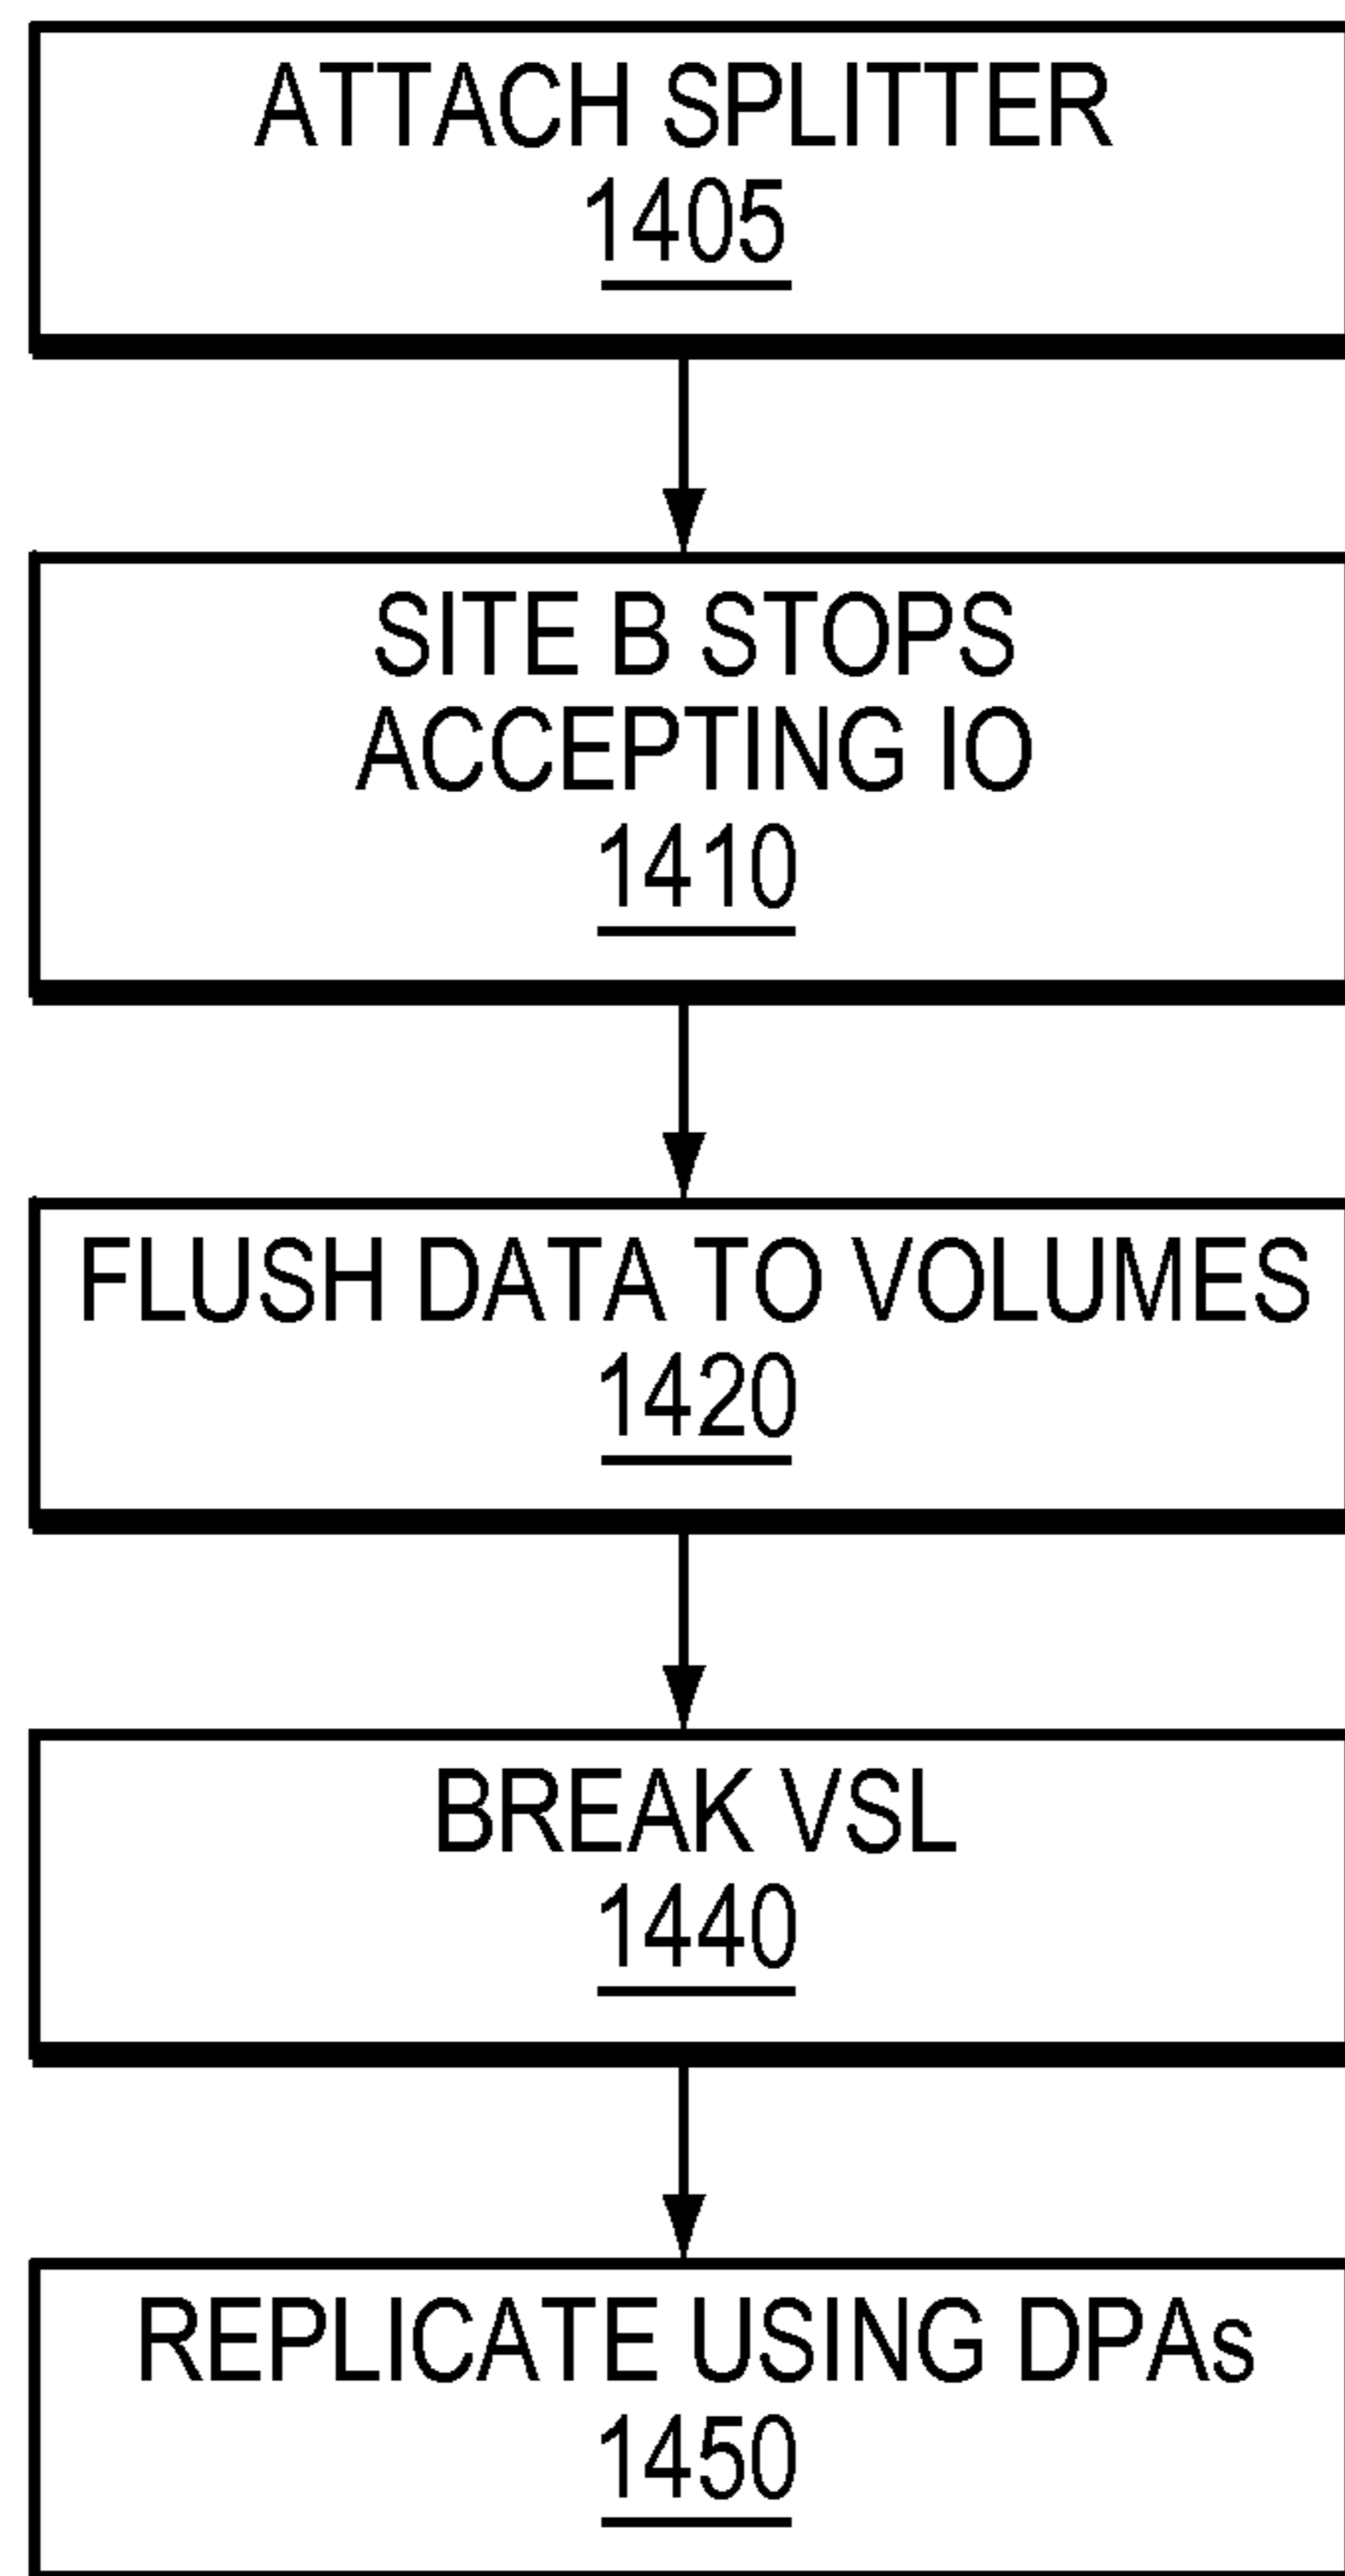 ATTACH SPLITTER
1405
SITE B STOPS
ACCEPTING IO
1410
FLUSH DATA TO VOLUMES
1420
BREAK VSL
1440
REPLICATE USING DPAs
1450